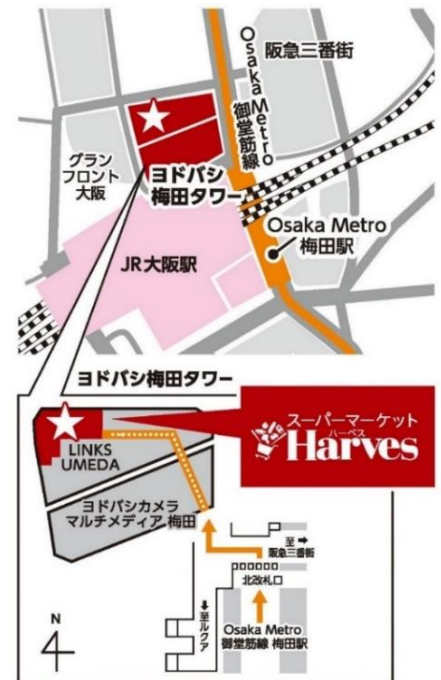 Osaka Metro
御堂筋線
阪急三番街
グラン
フロント
大阪
ヨドバシ
梅田タワー
Osaka Metro
梅田駅
JR大阪駅
ヨドバシ梅田タワー
スーパーマーケット
ハーベス
Harves
LINKS
UMEDA
ヨドバシカメラ
マルチメディア 梅田
至➡
阪急三番街
北改札口
⬅至ルクア
Osaka Metro
御堂筋線 梅田駅
N